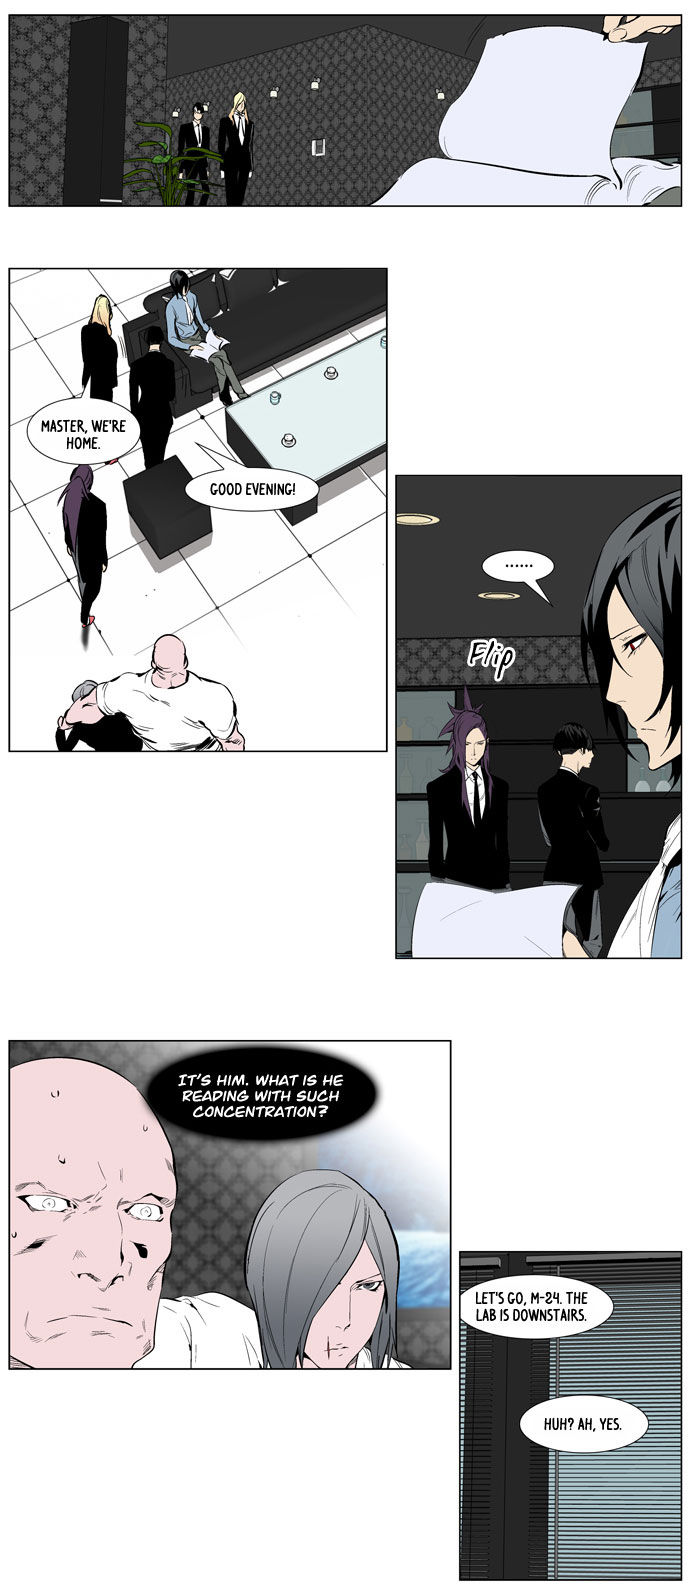 MASTER, WE'RE
HOME.
GOOD EVENING!
......
Flip
IT'S HIM. WHAT IS HE
READING WITH SUCH
CONCENTRATION?
LET'S GO, M-24. THE
LAB IS DOWNSTAIRS.
HUH? AH, YES.